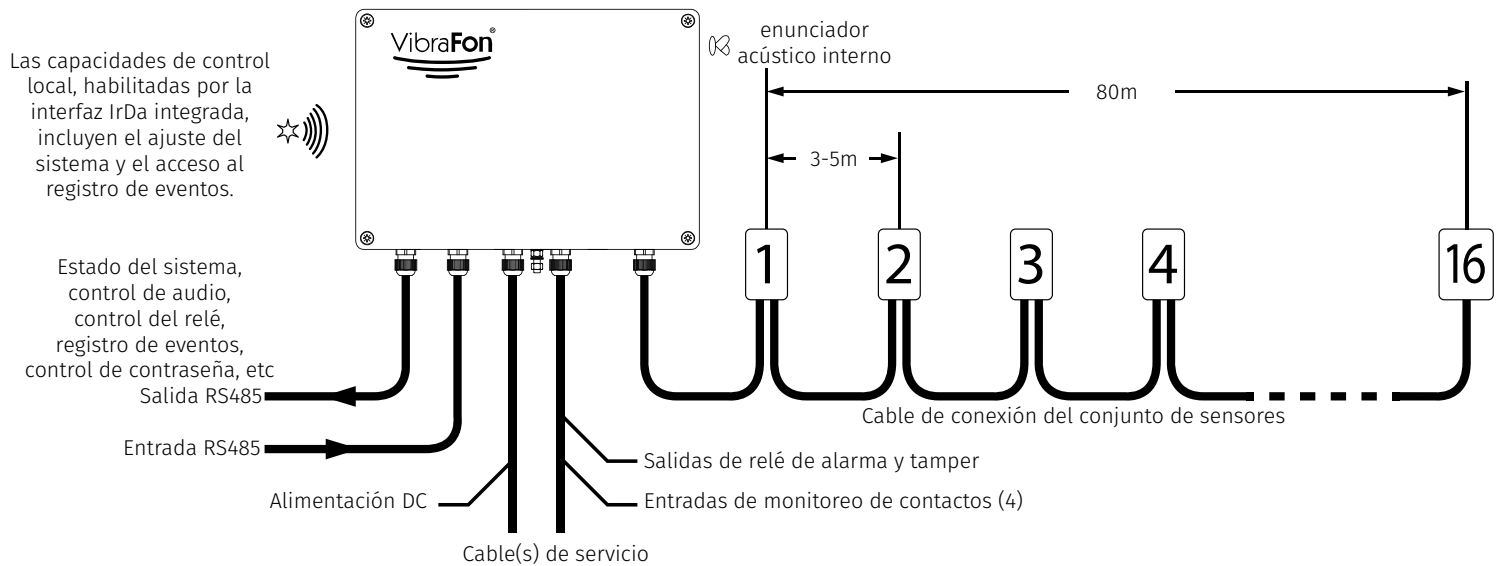 VibraFon®
enunciador
acústico interno
Las capacidades de control
local, habilitadas por la
interfaz IrDa integrada,
incluyen el ajuste del
sistema y el acceso al
registro de eventos.
80m
3-5m
1
2
3
4
16
Estado del sistema,
control de audio,
control del relé,
registro de eventos,
control de contraseña, etc
Salida RS485
Cable de conexión del conjunto de sensores
Entrada RS485
Salidas de relé de alarma y tamper
Alimentación DC
Entradas de monitoreo de contactos (4)
Cable(s) de servicio